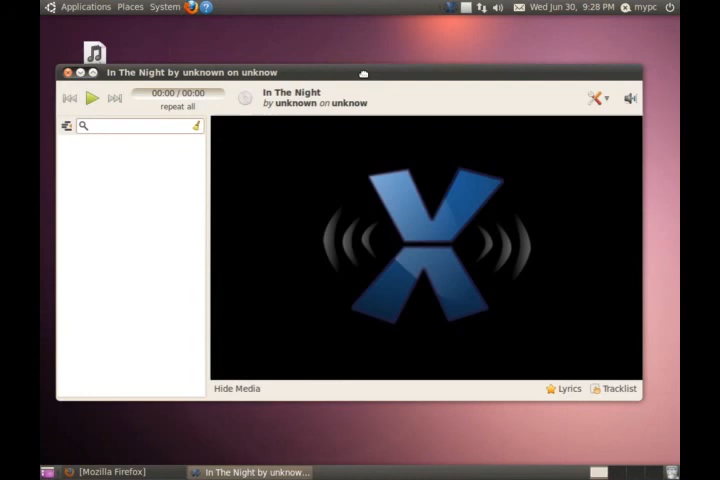 Applications Places System Wed Jun 30, 9:28 PM mypc
In The Night by unknown on unknow
00:00 / 00:00
repeat all
In The Night
by unknown on unknow
Hide Media
Lyrics
Tracklist
[Mozilla Firefox]
In The Night by unknow...